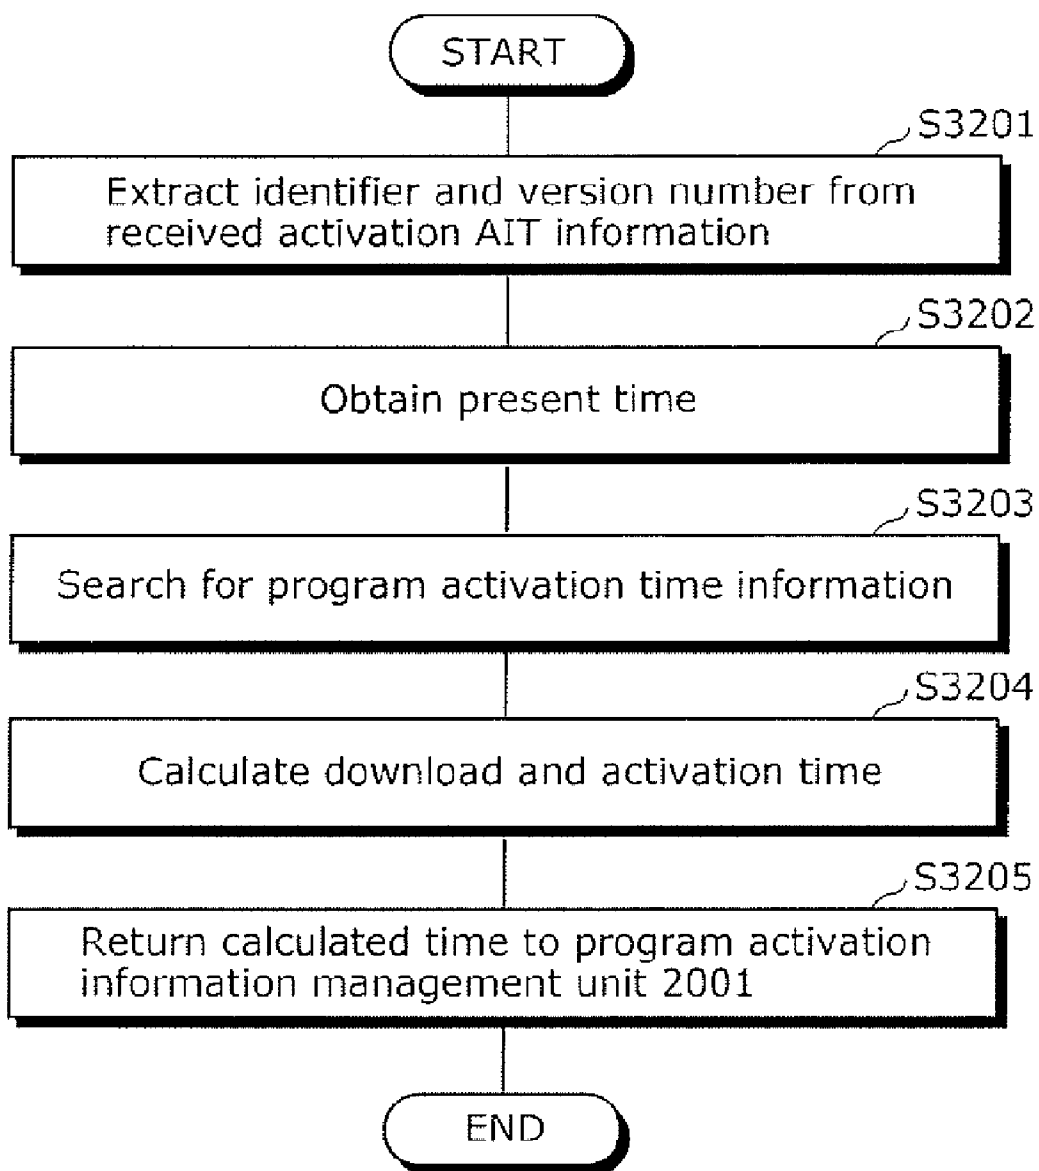 START
S3201
Extract identifier and version number from
received activation AIT information
S3202
Obtain present time
S3203
Search for program activation time information
S3204
Calculate download and activation time
S3205
Return calculated time to program activation
information management unit 2001
END